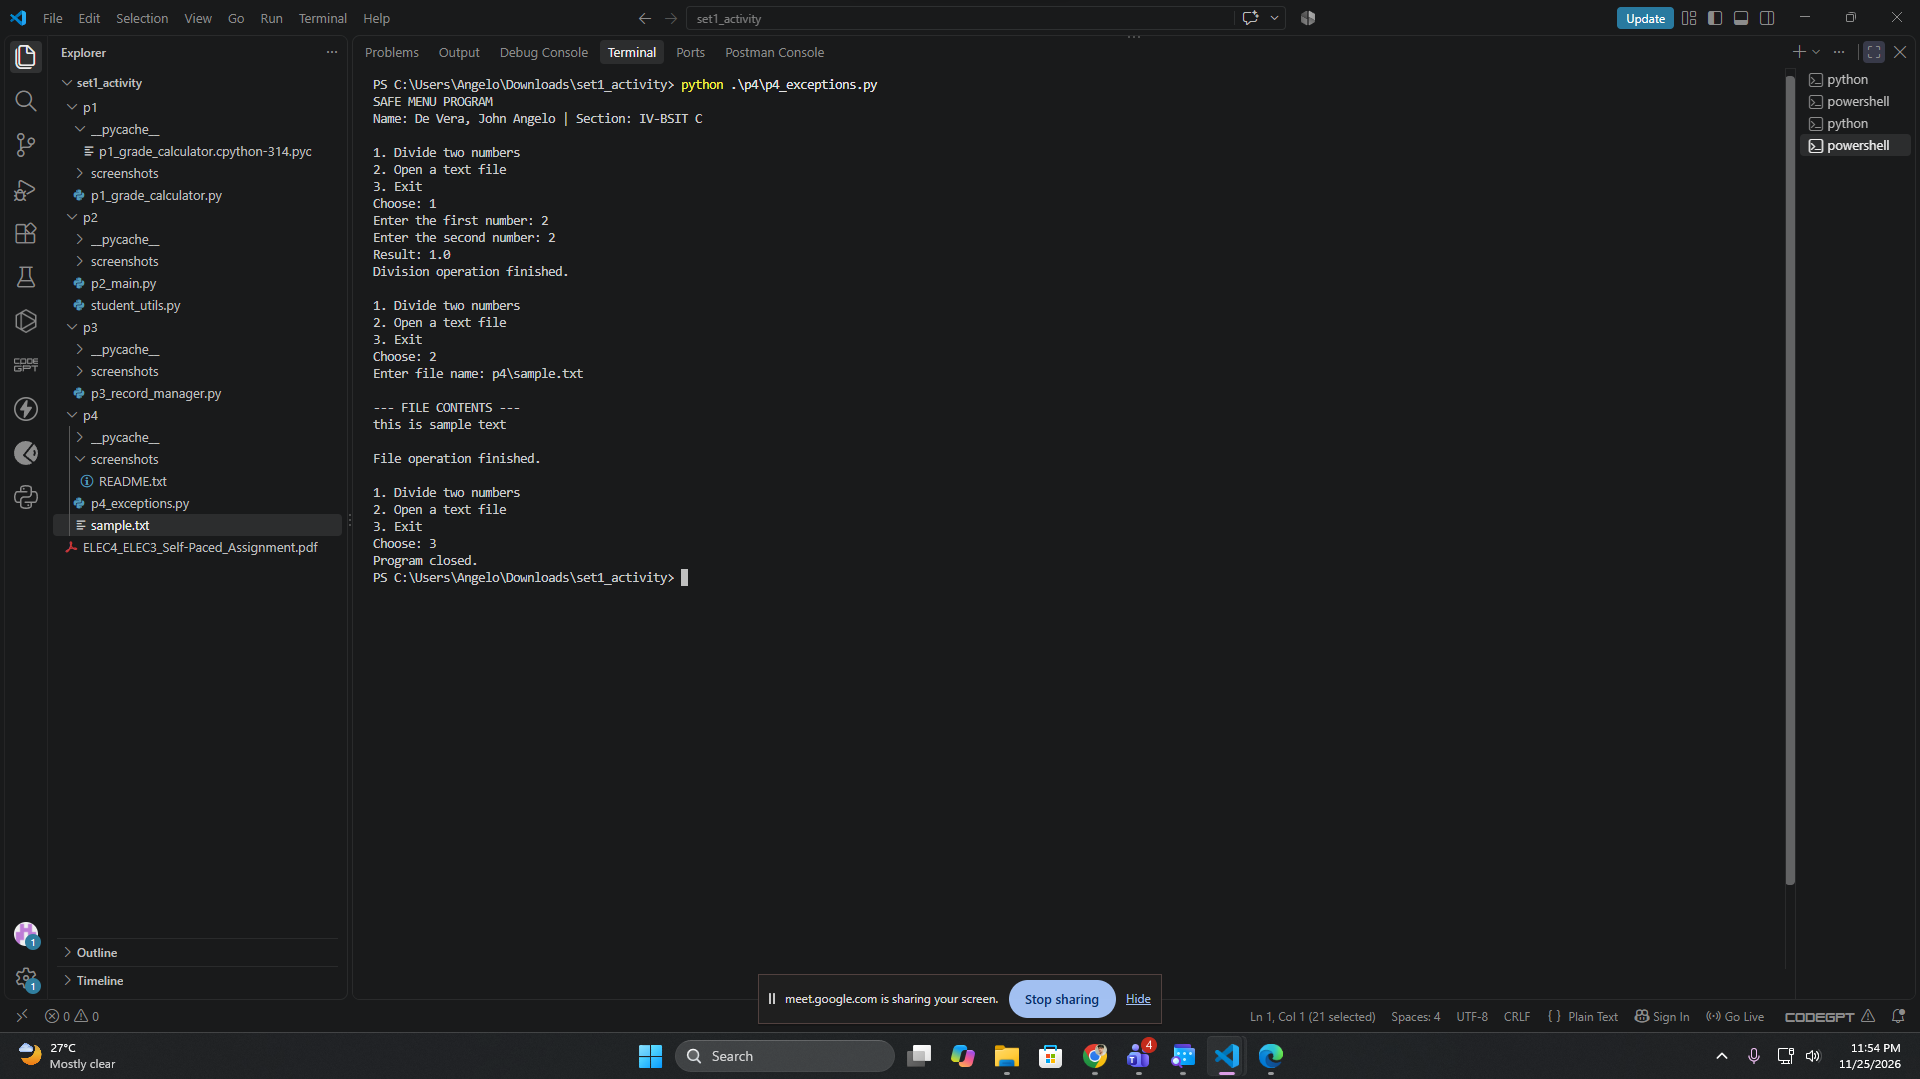 File Edit Selection View Go Run Terminal Help
set1_activity
Update
Explorer
set1_activity
p1
__pycache__
p1_grade_calculator.cpython-314.pyc
screenshots
p1_grade_calculator.py
p2
__pycache__
screenshots
p2_main.py
student_utils.py
p3
__pycache__
screenshots
p3_record_manager.py
p4
__pycache__
screenshots
README.txt
p4_exceptions.py
sample.txt
ELEC4_ELEC3_Self-Paced_Assignment.pdf
Outline
Timeline
CODE
GPT
1
1
Problems Output Debug Console Terminal Ports Postman Console
PS C:\Users\Angelo\Downloads\set1_activity> python .\p4\p4_exceptions.py
SAFE MENU PROGRAM
Name: De Vera, John Angelo | Section: IV-BSIT C
1. Divide two numbers
2. Open a text file
3. Exit
Choose: 1
Enter the first number: 2
Enter the second number: 2
Result: 1.0
Division operation finished.
1. Divide two numbers
2. Open a text file
3. Exit
Choose: 2
Enter file name: p4\sample.txt
--- FILE CONTENTS ---
this is sample text
File operation finished.
1. Divide two numbers
2. Open a text file
3. Exit
Choose: 3
Program closed.
PS C:\Users\Angelo\Downloads\set1_activity>
python
powershell
python
powershell
meet.google.com is sharing your screen. Stop sharing Hide
0 0
Ln 1, Col 1 (21 selected) Spaces: 4 UTF-8 CRLF { } Plain Text Sign In Go Live CODEGPT
27°C
Mostly clear
Search
4
11:54 PM
11/25/2026